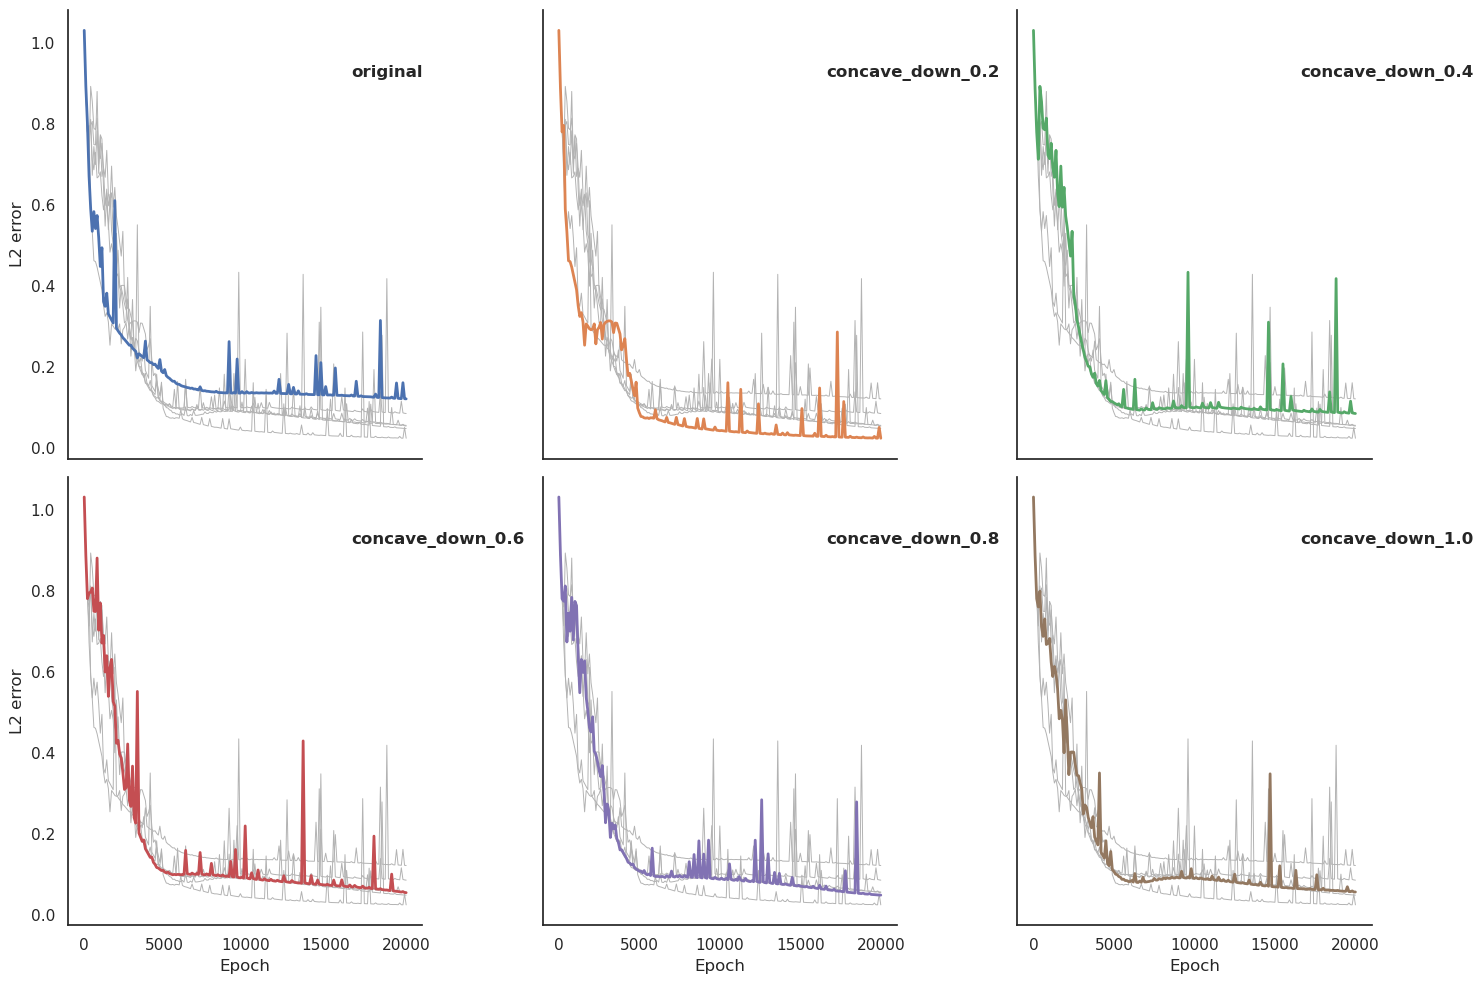 original
concave_down_0.2
concave_down_0.4
1.0
0.8
0.6
0.4
0.2
0.0
L2 error
concave_down_0.6
concave_down_0.8
concave_down_1.0
1.0
0.8
0.6
0.4
0.2
0.0
L2 error
0 5000 10000 15000 20000
0 5000 10000 15000 20000
0 5000 10000 15000 20000
Epoch
Epoch
Epoch